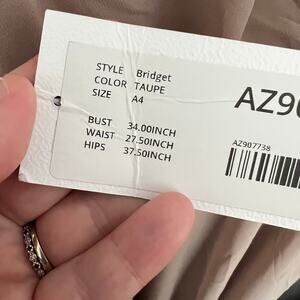 STYLE Bridget
COLOR TAUPE
SIZE A4
BUST 34.00INCH
WAIST 27.50INCH
HIPS 37.50INCH
AZ90
AZ907738